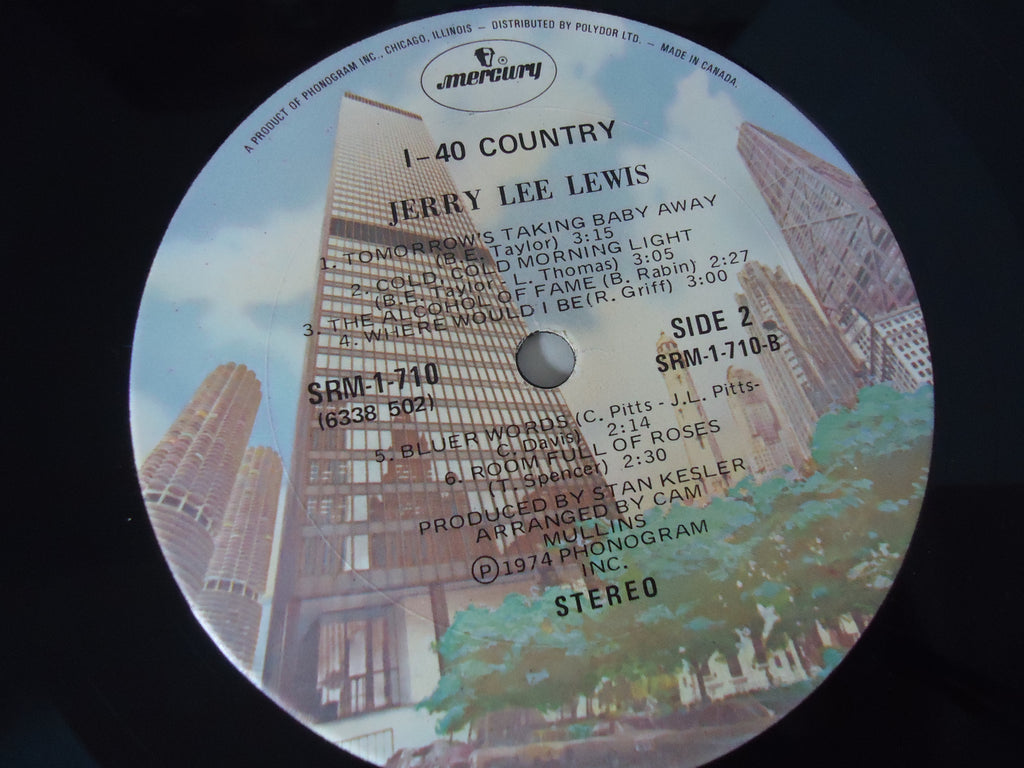 A PRODUCT OF PHONOGRAM INC., CHICAGO, ILLINOIS – DISTRIBUTED BY POLYDOR LTD. – MADE IN CANADA.
mercury ®
I-40 COUNTRY
JERRY LEE LEWIS
1. TOMORROW'S TAKING BABY AWAY
(B.E. Taylor) 3:15
2. COLD, COLD MORNING LIGHT
(B.E. Taylor, L. Thomas) 3:05
3. THE ALCOHOL OF FAME (B. Rabin) 2:27
4. WHERE WOULD I BE (R. Griff) 3:00
SIDE 2
SRM-1-710-B
SRM-1-710
(6338 502)
5. BLUER WORDS (C. Pitts - J.L. Pitts-
C. Davis) 2:14
6. ROOM FULL OF ROSES
(T. Spencer) 2:30
PRODUCED BY STAN KESLER
ARRANGED BY CAM
MULLINS
Ⓟ 1974 PHONOGRAM
INC.
STEREO